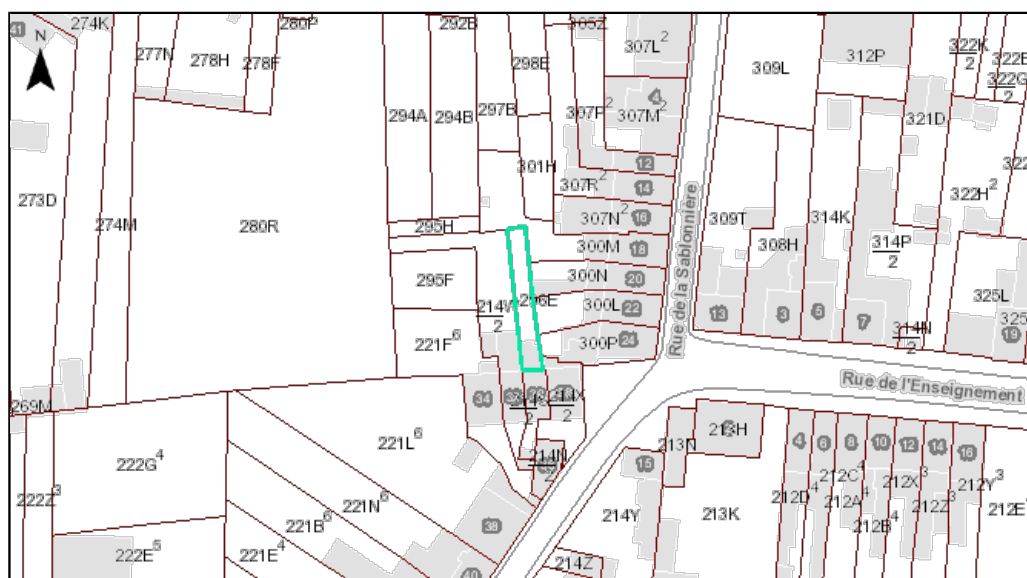 41
N
274K
280P
292B
305Z
307L²
309L
312P
322K
2
322E
322G
2
277N
278H
278F
298E
4
294A
294B
297B
307P²
307M²
321D
301H
12
273D
274M
307R²
14
322H²
280R
295H
307N²
16
309T
314K
300M
18
308H
314P
2
295F
300N
20
Rue de la Sablonnière
214W
2
296E
300L
22
325L
13
3
5
7
314N
2
19
221F⁶
300P
24
Rue de l'Enseignement
34
32
214X
2
269M
221L⁶
213H
4
6
8
10
12
14
16
213N
214N
2
15
222G⁴
222Z³
221N⁶
212C⁴
212X³
212Y³
212D⁴
212A⁴
212Z³
212E
221B⁶
38
214Y
213K
212B⁴
222E⁵
221E⁴
214Z
40